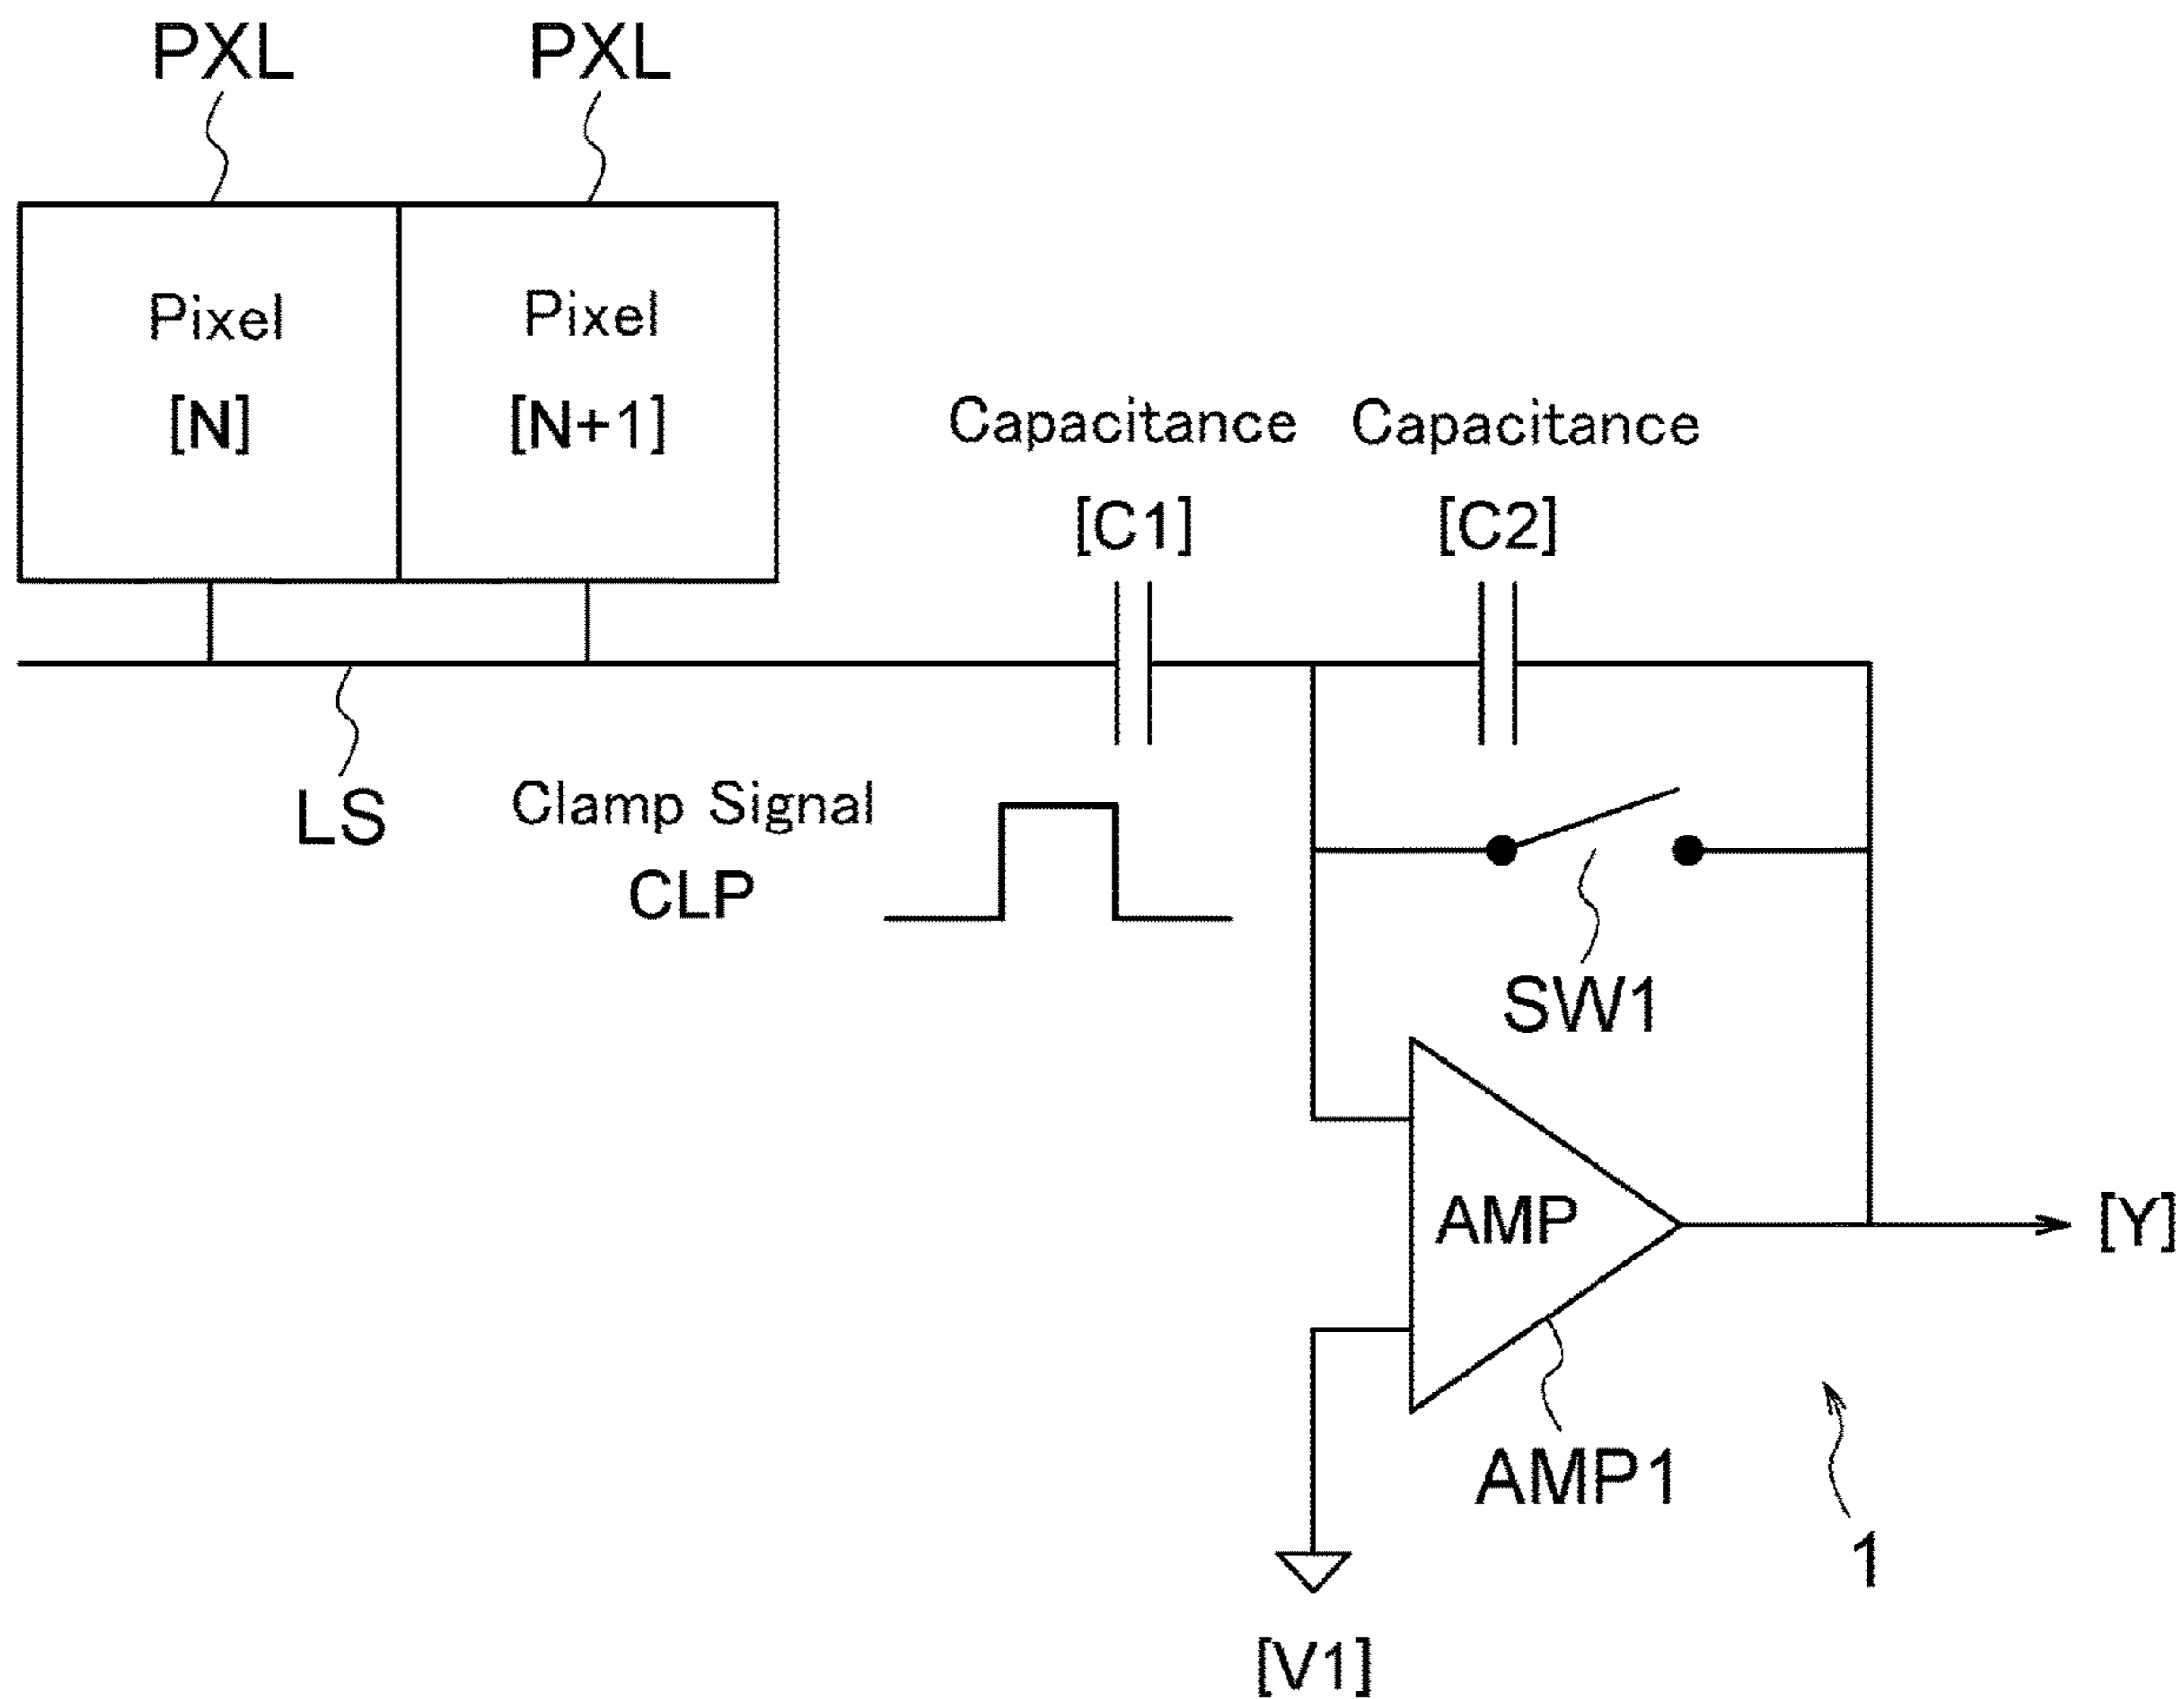 PXL PXL
Pixel Pixel
[N] [N+1]
Capacitance Capacitance
[C1] [C2]
LS
Clamp Signal
CLP
SW1
AMP
[Y]
AMP1
1
[V1]